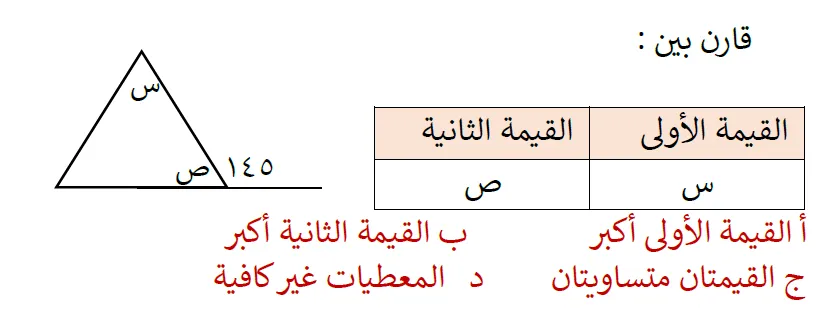 قارن بين :
س
ص ١٤٥
القيمة الأولى القيمة الثانية
س ص
أ القيمة الأولى أكبر ب القيمة الثانية أكبر
ج القيمتان متساويتان د المعطيات غير كافية